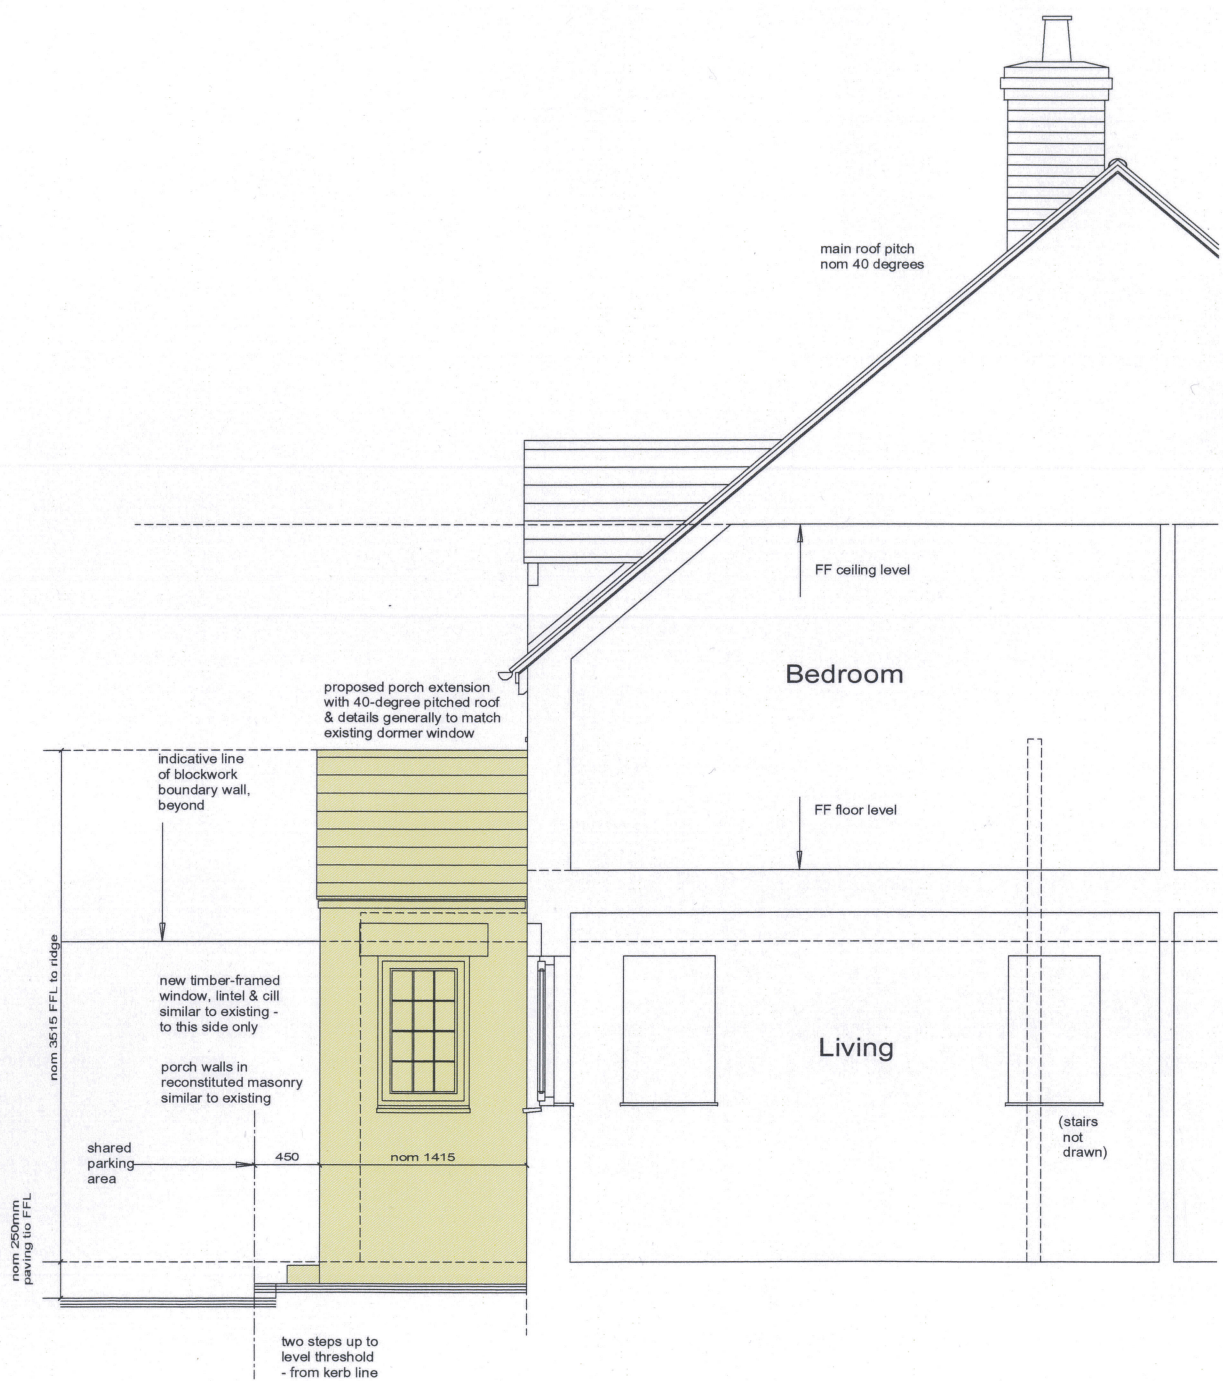 main roof pitch
nom 40 degrees
FF ceiling level
Bedroom
proposed porch extension
with 40-degree pitched roof
& details generally to match
existing dormer window
indicative line
of blockwork
boundary wall,
beyond
FF floor level
nom 3515 FFL to ridge
new timber-framed
window, lintel & cill
similar to existing -
to this side only
Living
porch walls in
reconstituted masonry
similar to existing
(stairs
not
drawn)
shared
parking
area
450
nom 1415
nom 250mm
paving tio FFL
two steps up to
level threshold
- from kerb line